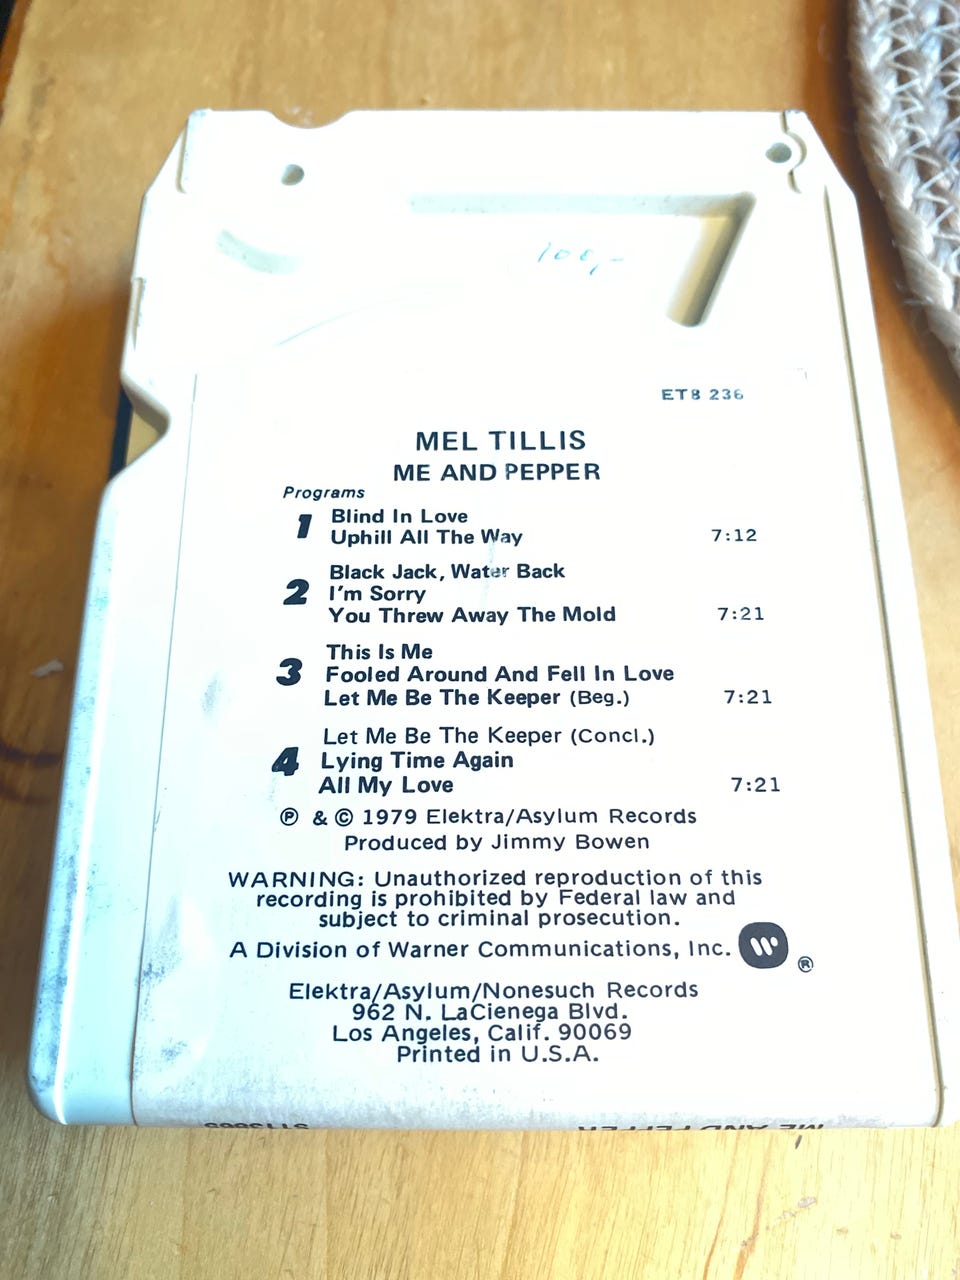 100,-
ET8 236
MEL TILLIS
ME AND PEPPER
Programs
1 Blind In Love
Uphill All The Way 7:12
2 Black Jack, Water Back
I'm Sorry
You Threw Away The Mold 7:21
3 This Is Me
Fooled Around And Fell In Love
Let Me Be The Keeper (Beg.) 7:21
4 Let Me Be The Keeper (Concl.)
Lying Time Again
All My Love 7:21
℗ & © 1979 Elektra/Asylum Records
Produced by Jimmy Bowen
WARNING: Unauthorized reproduction of this
recording is prohibited by Federal law and
subject to criminal prosecution.
A Division of Warner Communications, Inc. W ®
Elektra/Asylum/Nonesuch Records
962 N. LaCienega Blvd.
Los Angeles, Calif. 90069
Printed in U.S.A.
ME AND PEPPER